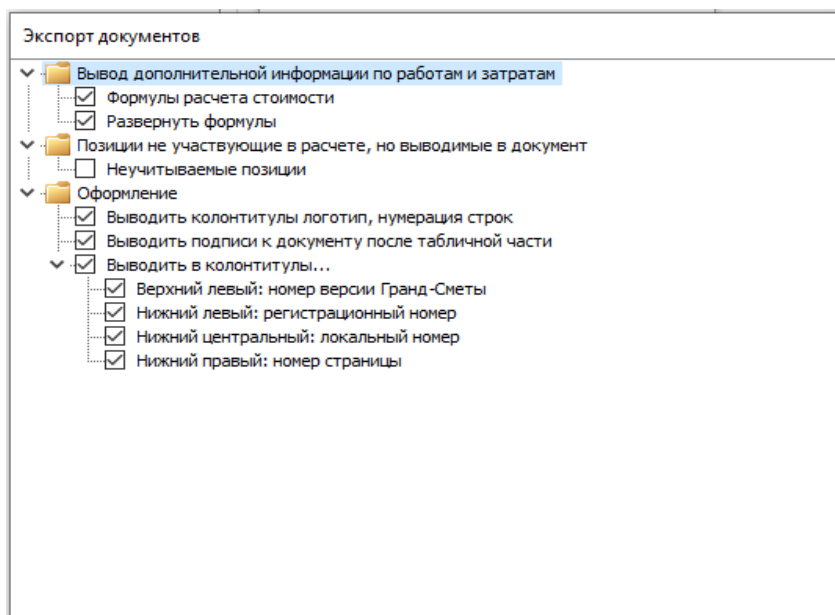 Экспорт документов
Вывод дополнительной информации по работам и затратам
Формулы расчета стоимости
Развернуть формулы
Позиции не участвующие в расчете, но выводимые в документ
Неучитываемые позиции
Оформление
Выводить колонтитулы логотип, нумерация строк
Выводить подписи к документу после табличной части
Выводить в колонтитулы...
Верхний левый: номер версии Гранд-Сметы
Нижний левый: регистрационный номер
Нижний центральный: локальный номер
Нижний правый: номер страницы